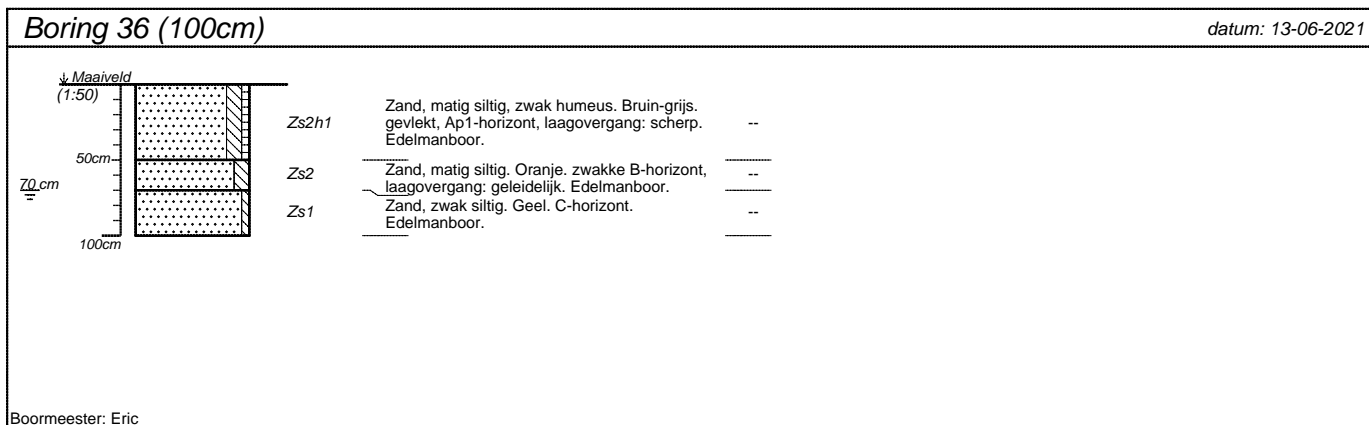 Boring 36 (100cm)
datum: 13-06-2021
Maaiveld
(1:50)
Zs2h1
Zand, matig siltig, zwak humeus. Bruin-grijs.
gevlekt, Ap1-horizont, laagovergang: scherp.
Edelmanboor.
--
50cm
Zs2
Zand, matig siltig. Oranje. zwakke B-horizont,
laagovergang: geleidelijk. Edelmanboor.
--
70 cm
Zs1
Zand, zwak siltig. Geel. C-horizont.
Edelmanboor.
--
100cm
Boormeester: Eric